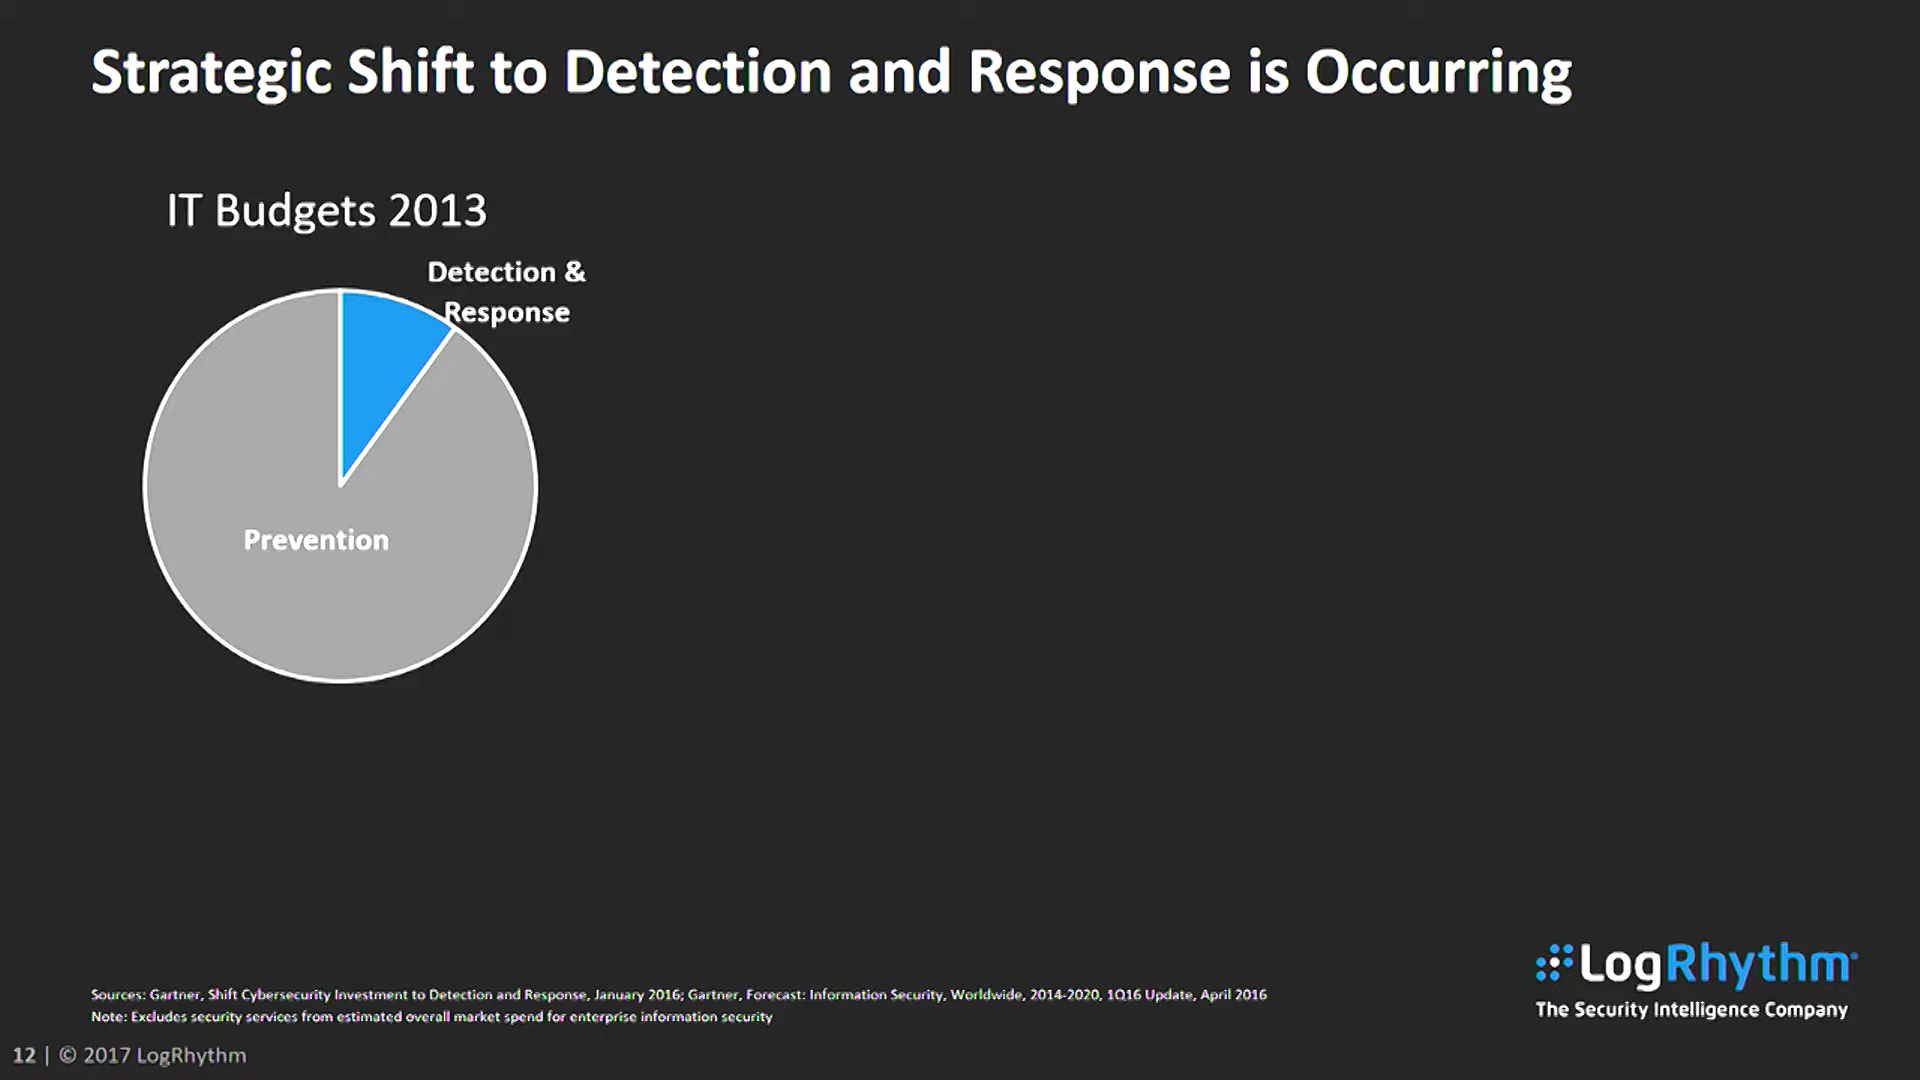 Strategic Shift to Detection and Response is Occurring
IT Budgets 2013
Detection &
Response
Prevention
Sources: Gartner, Shift Cybersecurity Investment to Detection and Response, January 2016; Gartner, Forecast: Information Security, Worldwide, 2014-2020, 1Q16 Update, April 2016
Note: Excludes security services from estimated overall market spend for enterprise information security
LogRhythm
The Security Intelligence Company
12 | © 2017 LogRhythm